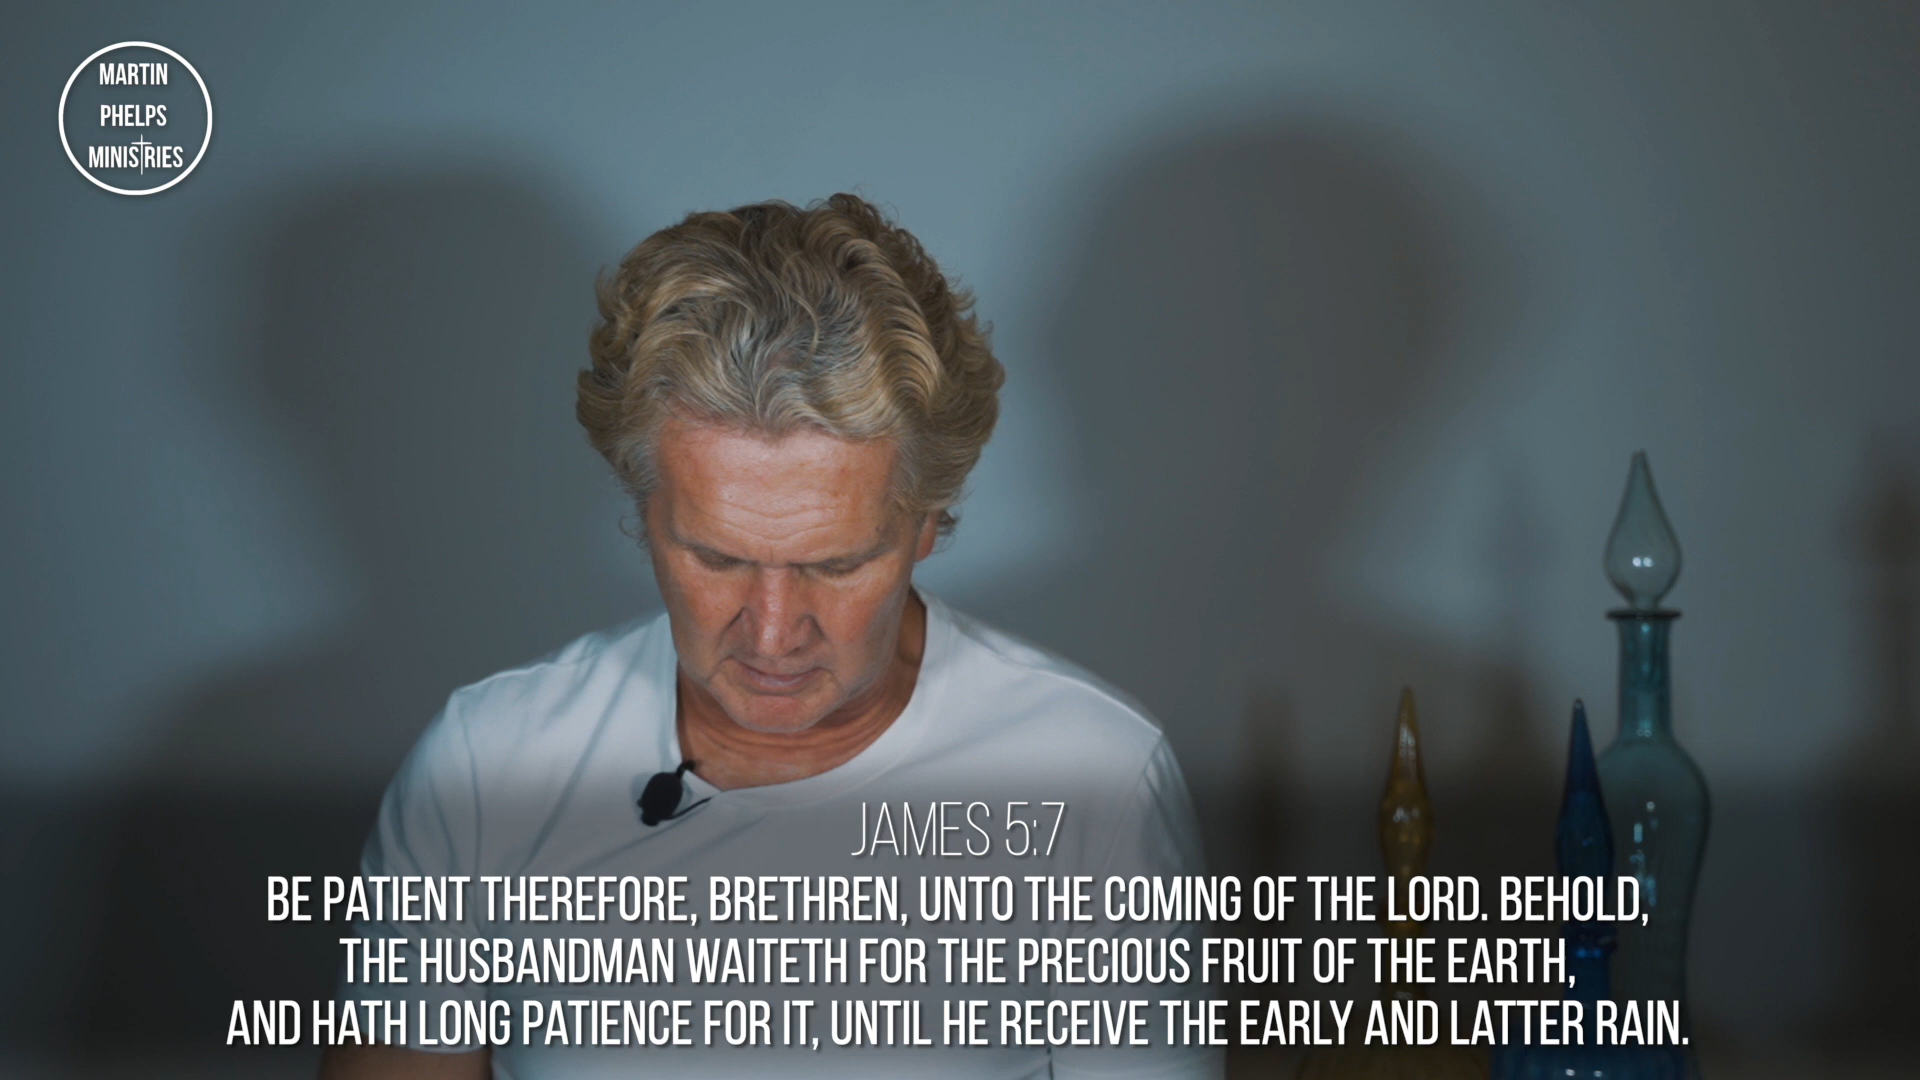 MARTIN
PHELPS
MINISTRIES
JAMES 5:7
BE PATIENT THEREFORE, BRETHREN, UNTO THE COMING OF THE LORD. BEHOLD,
THE HUSBANDMAN WAITETH FOR THE PRECIOUS FRUIT OF THE EARTH,
AND HATH LONG PATIENCE FOR IT, UNTIL HE RECEIVE THE EARLY AND LATTER RAIN.